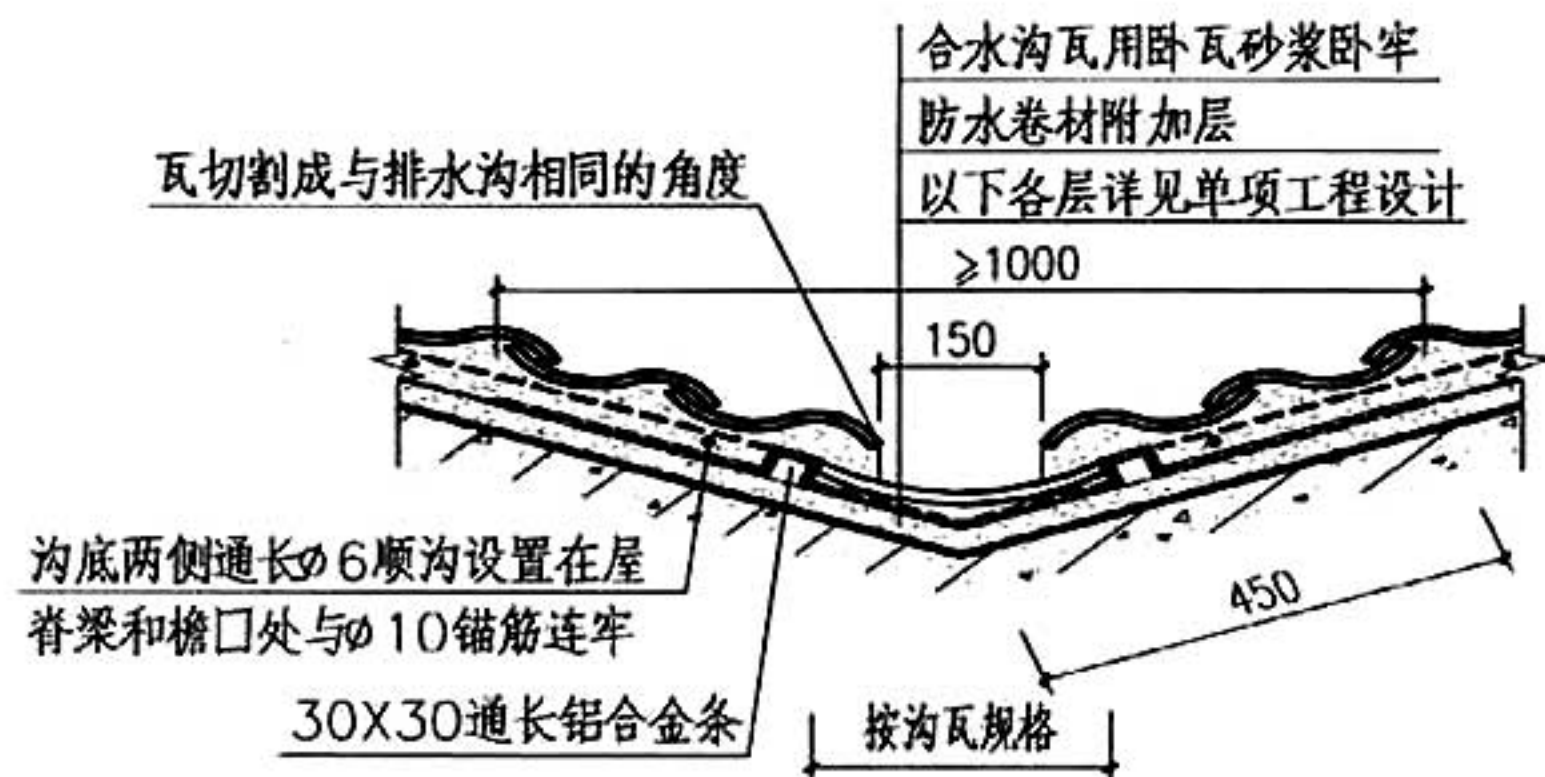 合水沟瓦用卧瓦砂浆卧牢
防水卷材附加层
以下各层详见单项工程设计
瓦切割成与排水沟相同的角度
≥1000
150
沟底两侧通长ø6顺沟设置在屋
脊梁和檐口处与ø10锚筋连牢
450
30X30通长铝合金条
按沟瓦规格